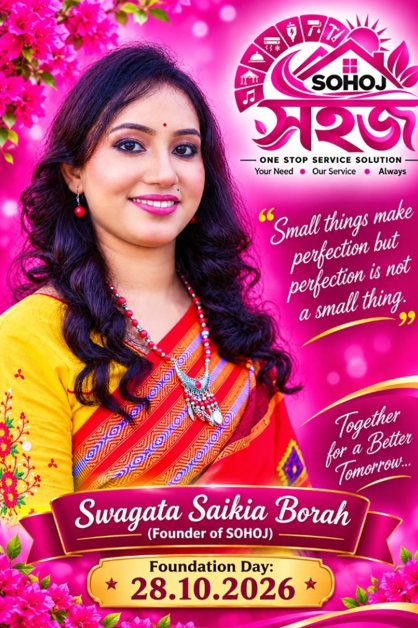 SOHOJ
সহজ
ONE STOP SERVICE SOLUTION
Your Need • Our Service • Always
“Small things make
perfection but
perfection is not
a small thing.”
Together
for a Better
Tomorrow...
Swagata Saikia Borah
(Founder of SOHOJ)
Foundation Day:
★ 28.10.2026 ★